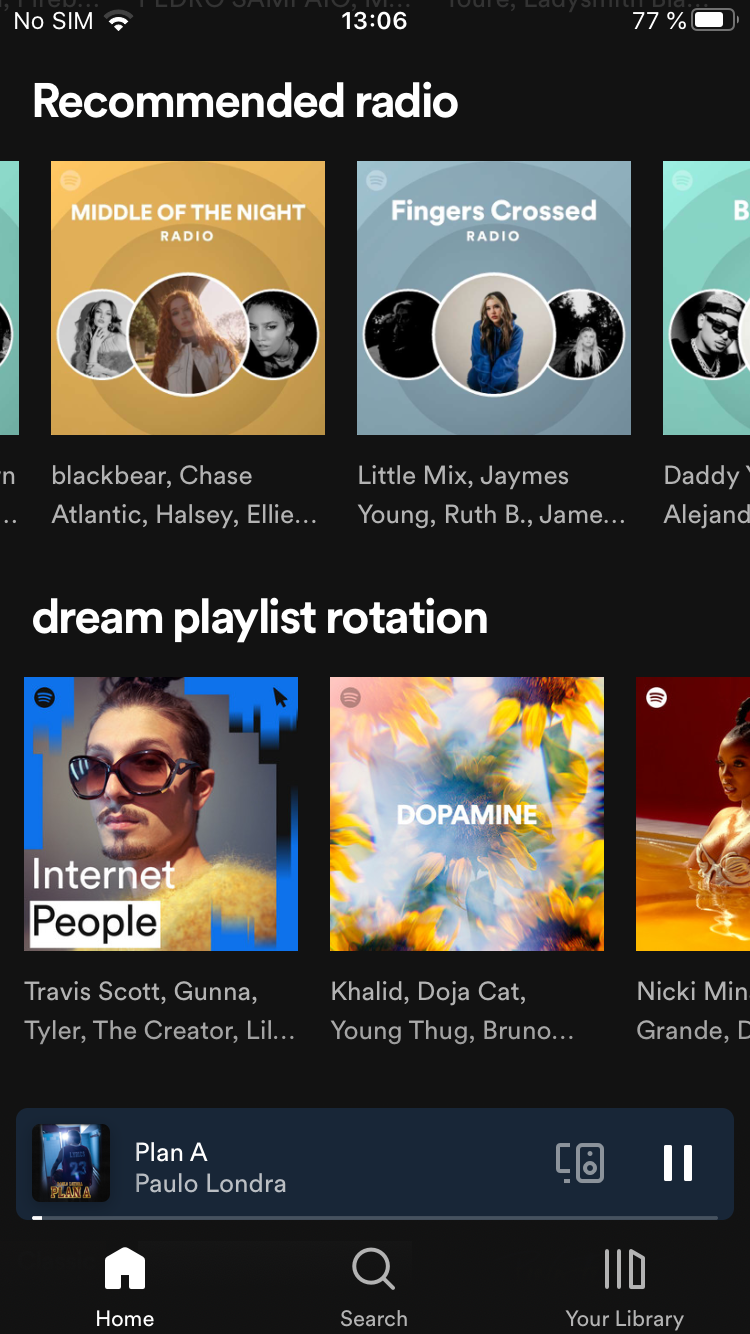 No SIM
13:06
77 %
Recommended radio
MIDDLE OF THE NIGHT
RADIO
Fingers Crossed
RADIO
B
n
blackbear, Chase
Little Mix, Jaymes
Daddy
...
Atlantic, Halsey, Ellie...
Young, Ruth B., Jame...
Alejand
dream playlist rotation
Internet
People
DOPAMINE
Travis Scott, Gunna,
Khalid, Doja Cat,
Nicki Min
Tyler, The Creator, Lil...
Young Thug, Bruno...
Grande, D
23
PLAN A
Plan A
Paulo Londra
Home
Search
Your Library